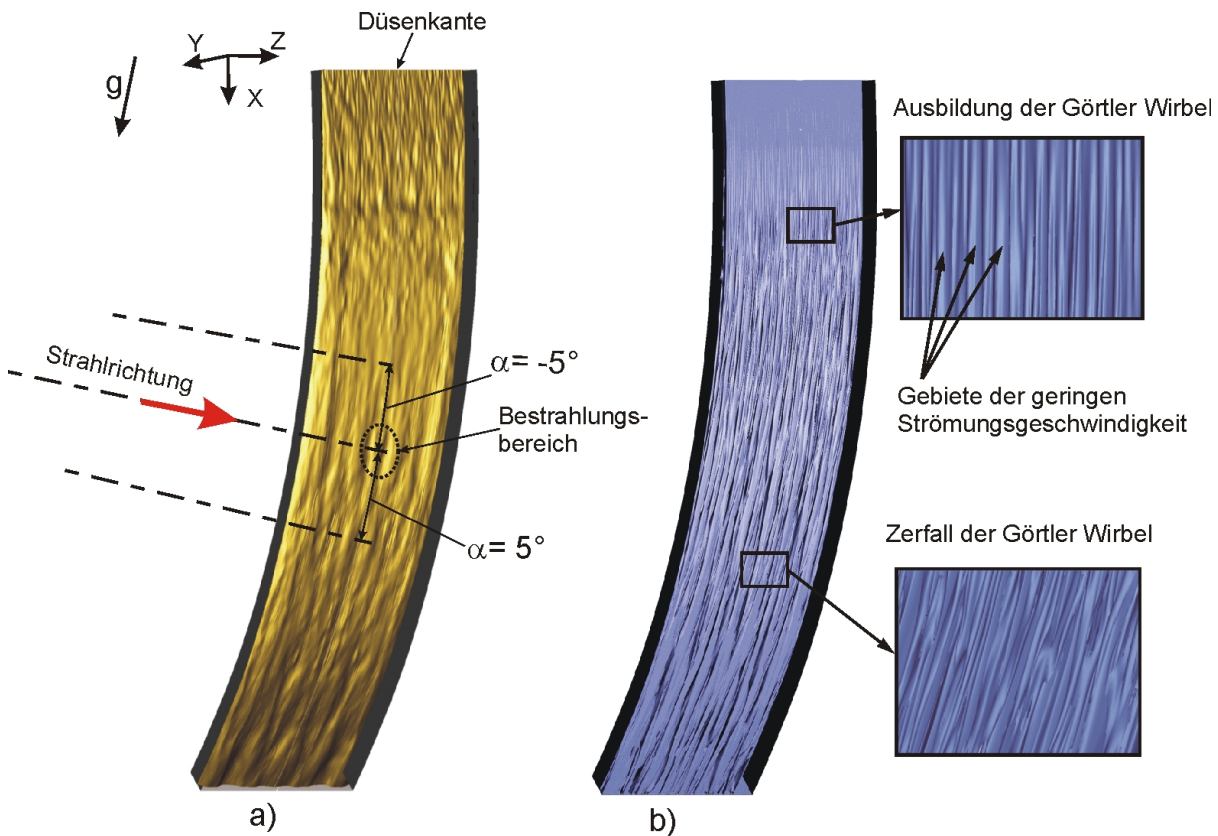 Düsenkante
Y
Z
X
g
Ausbildung der Görtler Wirbel
Strahlrichtung
α= -5°
Bestrahlungs-
bereich
α= 5°
Gebiete der geringen
Strömungsgeschwindigkeit
Zerfall der Görtler Wirbel
a)
b)